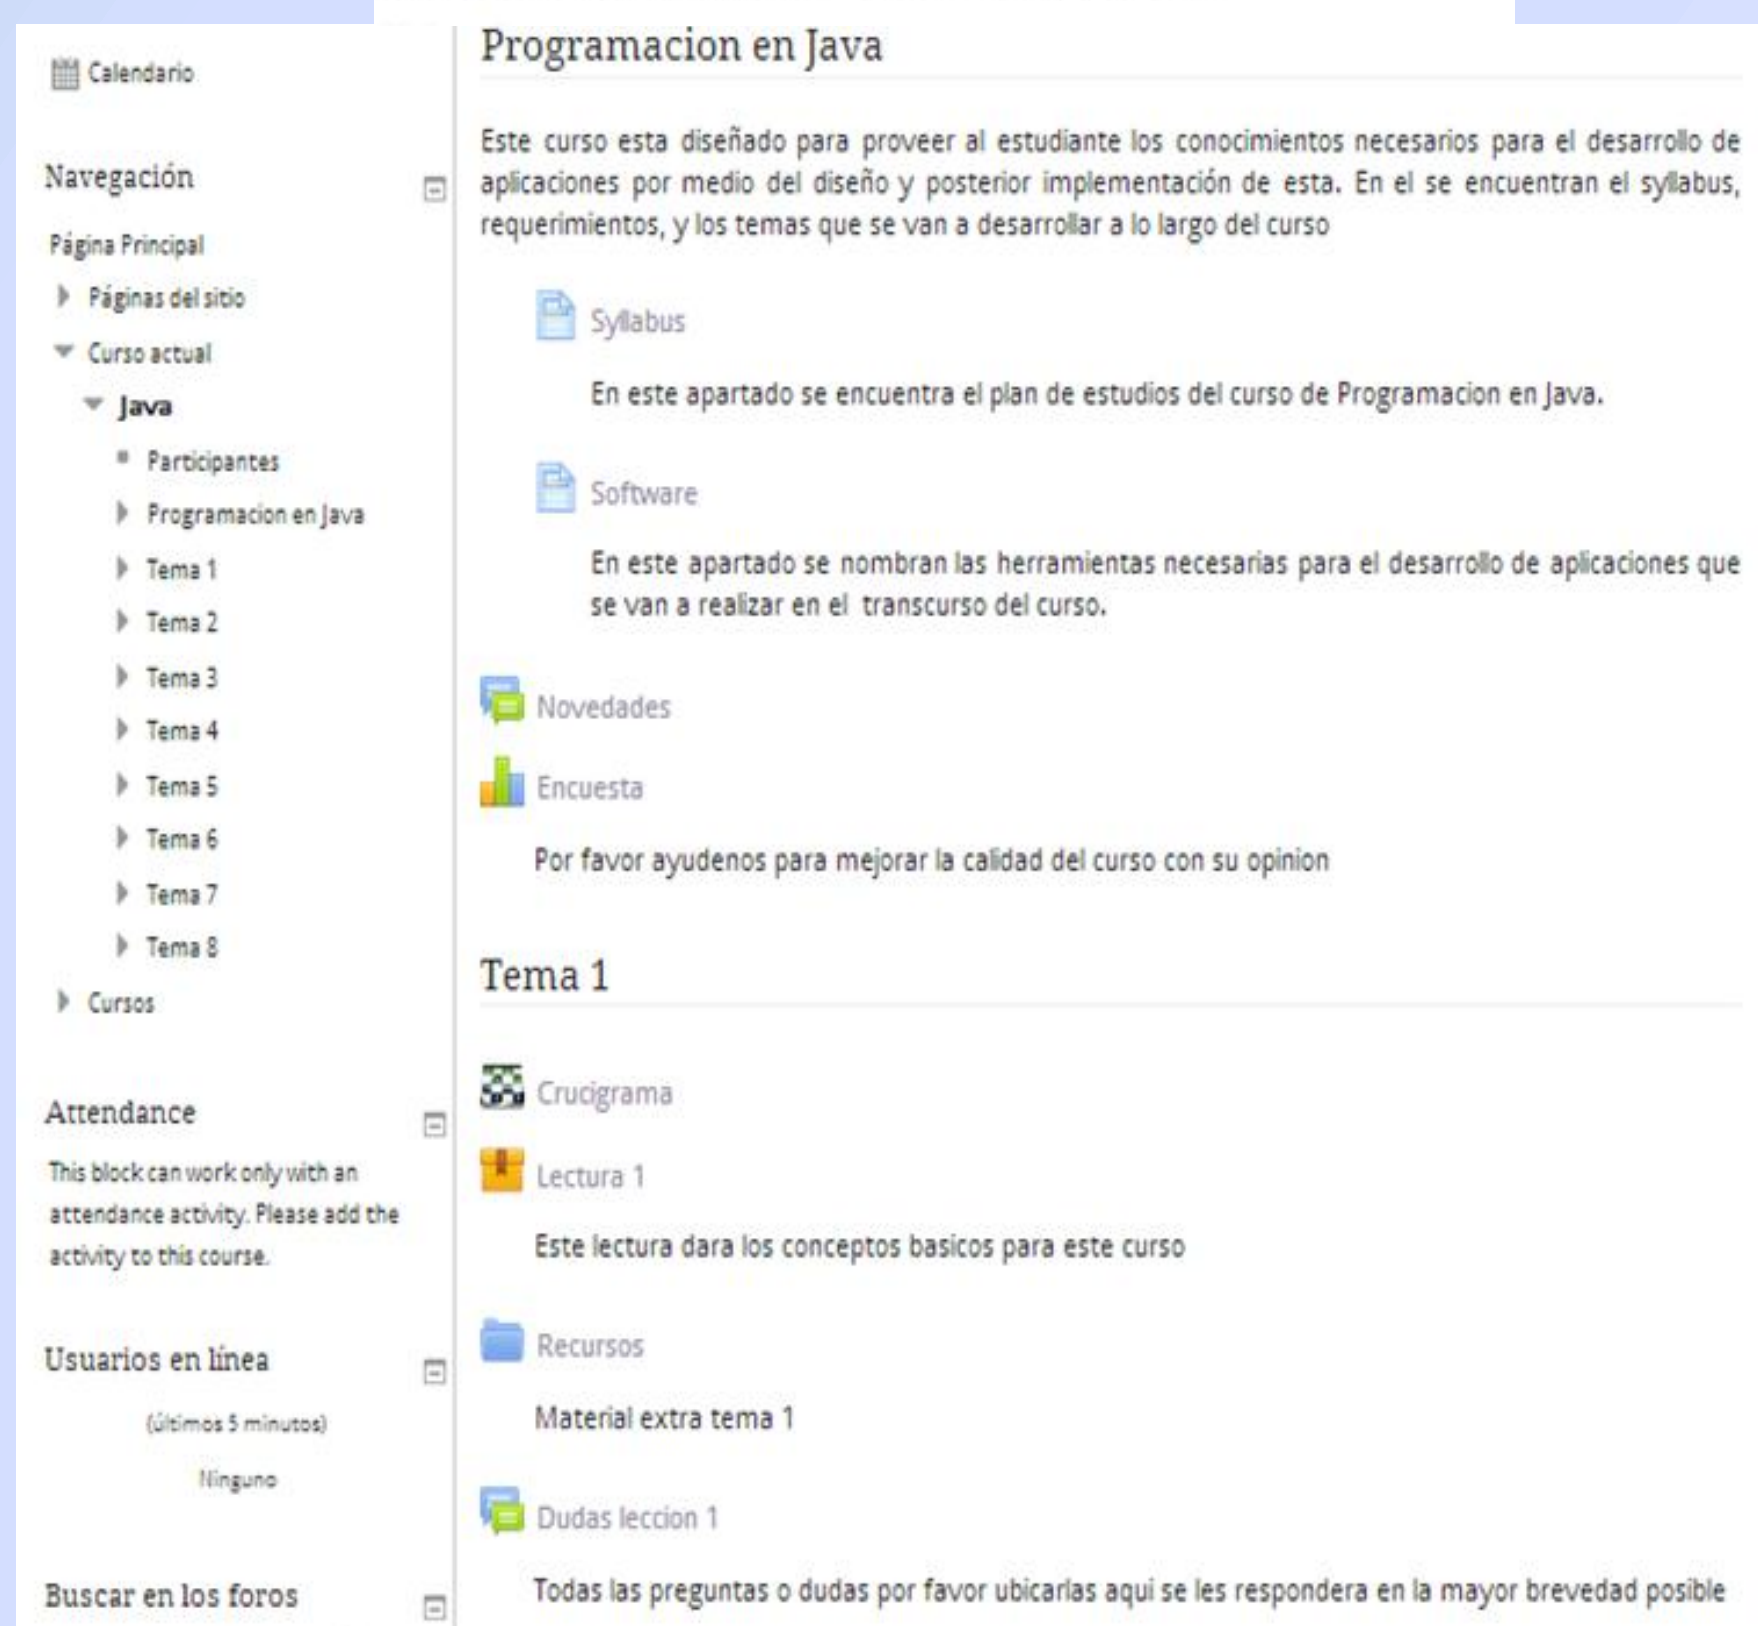 Calendario
Navegación
Página Principal
Páginas del sitio
Curso actual
Java
Participantes
Programacion en Java
Tema 1
Tema 2
Tema 3
Tema 4
Tema 5
Tema 6
Tema 7
Tema 8
Cursos
Attendance
This block can work only with an
attendance activity. Please add the
activity to this course.
Usuarios en línea
(últimos 5 minutos)
Ninguno
Buscar en los foros
Programacion en Java
Este curso esta diseñado para proveer al estudiante los conocimientos necesarios para el desarrollo de
aplicaciones por medio del diseño y posterior implementación de esta. En el se encuentran el syllabus,
requerimientos, y los temas que se van a desarrollar a lo largo del curso
Syllabus
En este apartado se encuentra el plan de estudios del curso de Programacion en Java.
Software
En este apartado se nombran las herramientas necesarias para el desarrollo de aplicaciones que
se van a realizar en el transcurso del curso.
Novedades
Encuesta
Por favor ayudenos para mejorar la calidad del curso con su opinion
Tema 1
Crucigrama
Lectura 1
Este lectura dara los conceptos basicos para este curso
Recursos
Material extra tema 1
Dudas leccion 1
Todas las preguntas o dudas por favor ubicarlas aqui se les respondera en la mayor brevedad posible